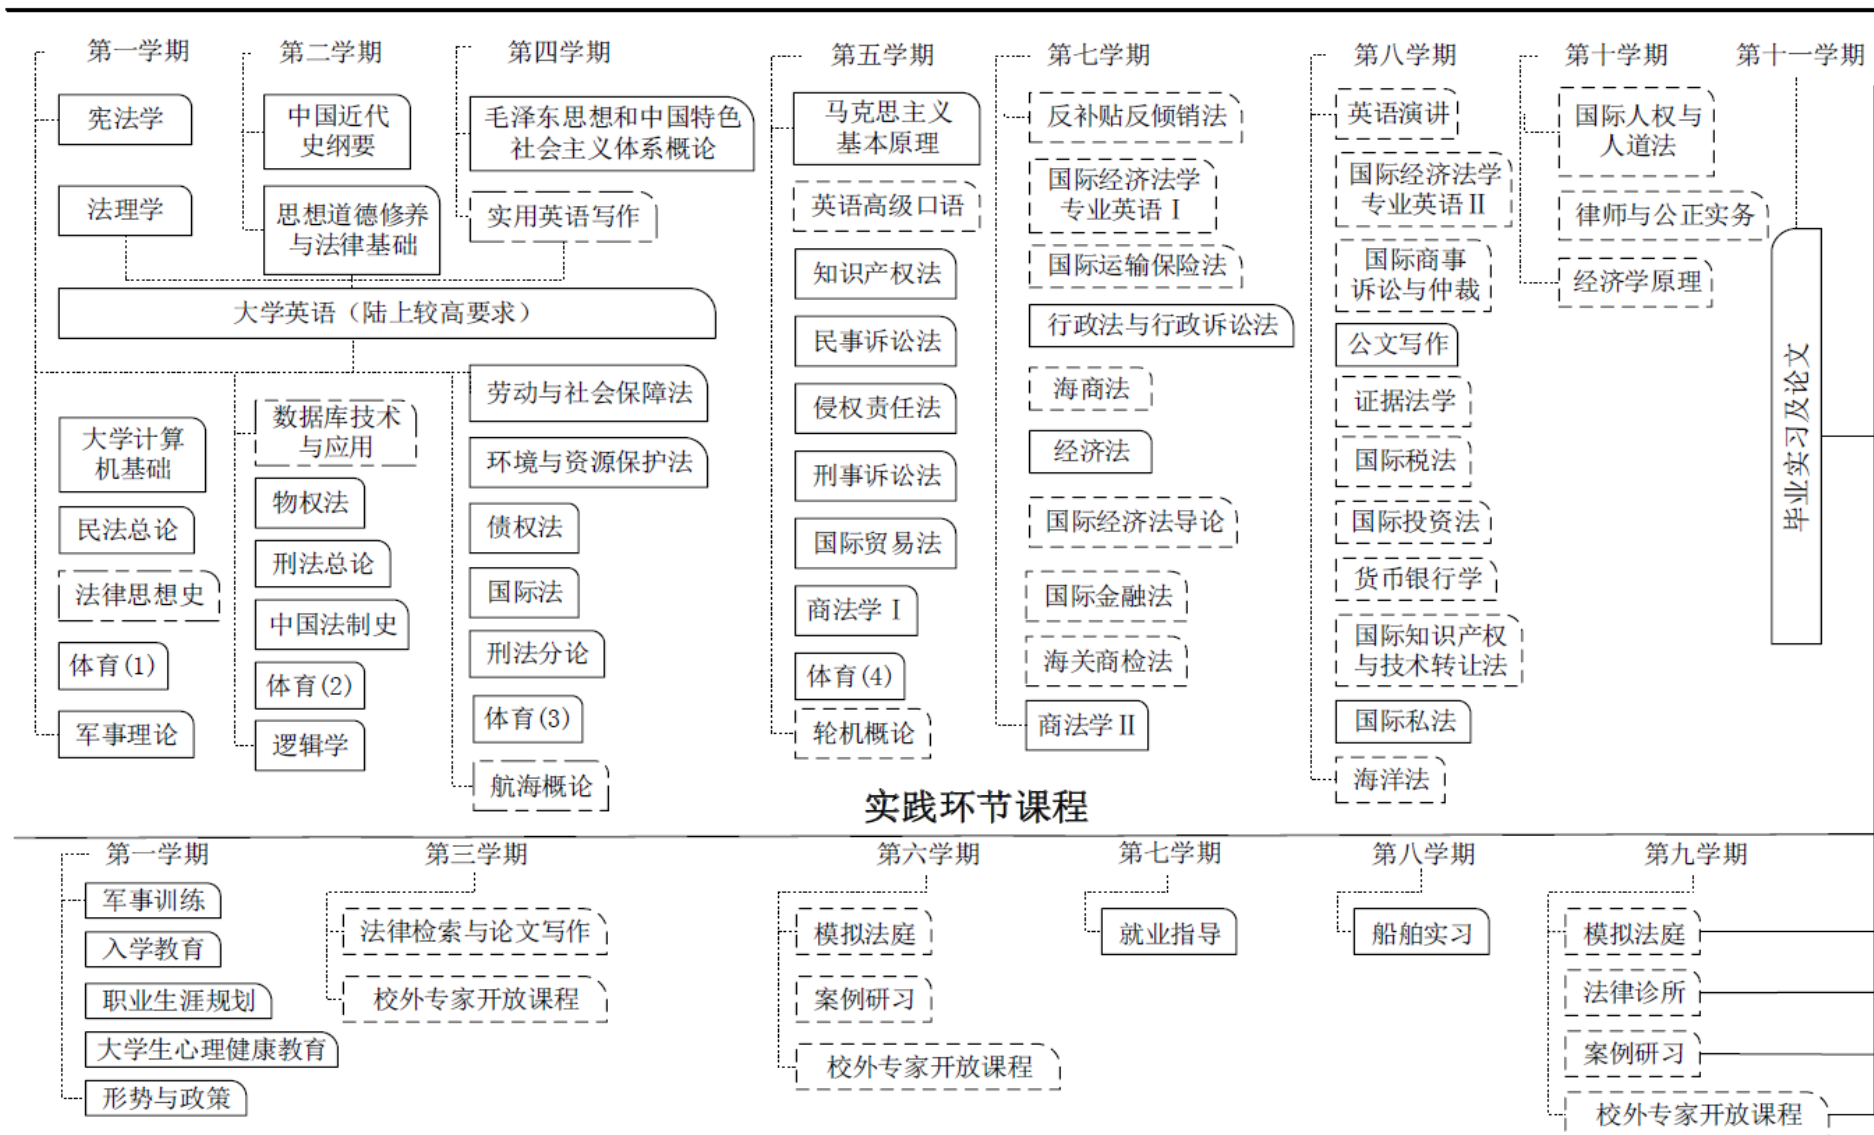 第一学期
宪法学
法理学
第二学期
中国近代
史纲要
思想道德修养
与法律基础
第四学期
毛泽东思想和中国特色
社会主义体系概论
实用英语写作
大学英语（陆上较高要求）
大学计算
机基础
民法总论
法律思想史
体育(1)
军事理论
数据库技术
与应用
物权法
刑法总论
中国法制史
体育(2)
逻辑学
劳动与社会保障法
环境与资源保护法
债权法
国际法
刑法分论
体育(3)
航海概论
第五学期
马克思主义
基本原理
英语高级口语
知识产权法
民事诉讼法
侵权责任法
刑事诉讼法
国际贸易法
商法学Ⅰ
体育(4)
轮机概论
第七学期
反补贴反倾销法
国际经济法学
专业英语Ⅰ
国际运输保险法
行政法与行政诉讼法
海商法
经济法
国际经济法导论
国际金融法
海关商检法
商法学Ⅱ
第八学期
英语演讲
国际经济法学
专业英语Ⅱ
国际商事
诉讼与仲裁
公文写作
证据法学
国际税法
国际投资法
货币银行学
国际知识产权
与技术转让法
国际私法
海洋法
第十学期
国际人权与
人道法
律师与公正实务
经济学原理
第十一学期
毕业实习及论文
实践环节课程
第一学期
军事训练
入学教育
职业生涯规划
大学生心理健康教育
形势与政策
第三学期
法律检索与论文写作
校外专家开放课程
第六学期
模拟法庭
案例研习
校外专家开放课程
第七学期
就业指导
第八学期
船舶实习
第九学期
模拟法庭
法律诊所
案例研习
校外专家开放课程